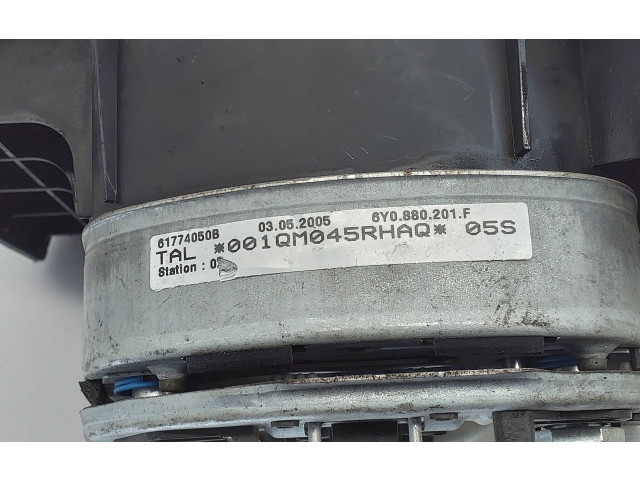 61774050B 03.05.2005 6Y0.880.201.F
TAL *001QM045RHAQ* 05S
Station :